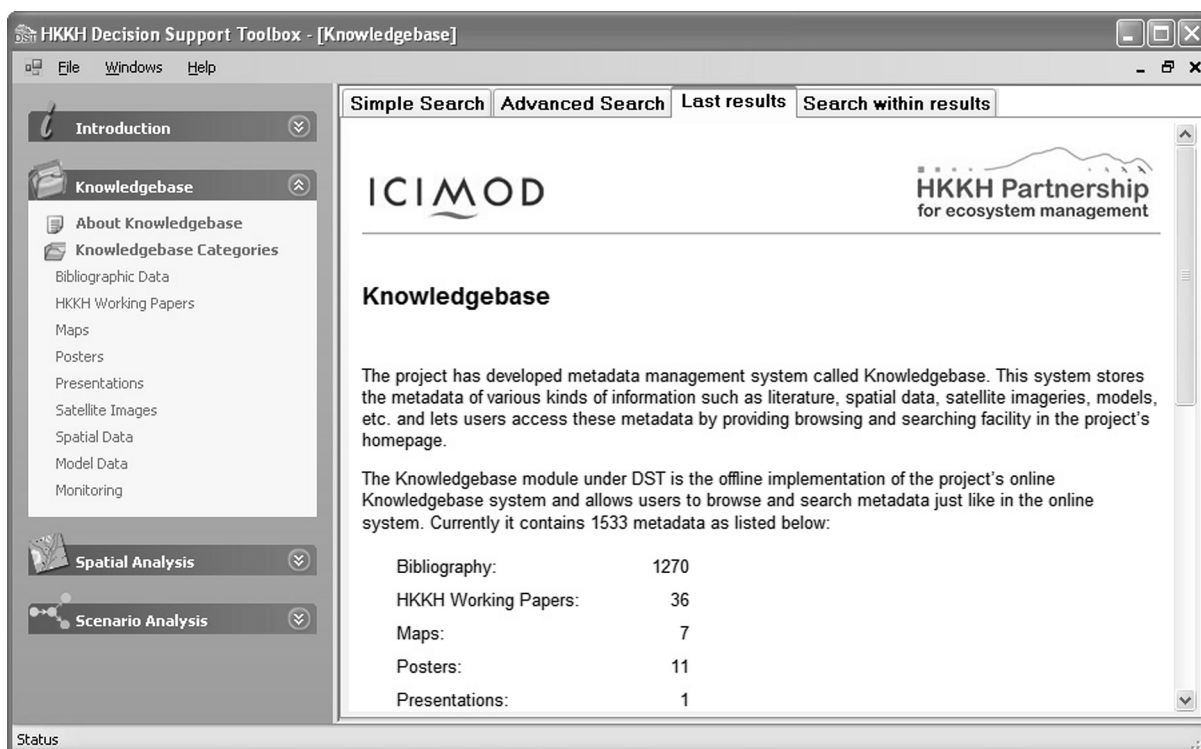 DST HKKH Decision Support Toolbox - [Knowledgebase]
File Windows Help
Introduction
Knowledgebase
About Knowledgebase
Knowledgebase Categories
Bibliographic Data
HKKH Working Papers
Maps
Posters
Presentations
Satellite Images
Spatial Data
Model Data
Monitoring
Spatial Analysis
Scenario Analysis
Simple Search Advanced Search Last results Search within results
ICIMOD
HKKH Partnership
for ecosystem management
Knowledgebase
The project has developed metadata management system called Knowledgebase. This system stores
the metadata of various kinds of information such as literature, spatial data, satellite imageries, models,
etc. and lets users access these metadata by providing browsing and searching facility in the project's
homepage.
The Knowledgebase module under DST is the offline implementation of the project's online
Knowledgebase system and allows users to browse and search metadata just like in the online
system. Currently it contains 1533 metadata as listed below:
Bibliography: 1270
HKKH Working Papers: 36
Maps: 7
Posters: 11
Presentations: 1
Status